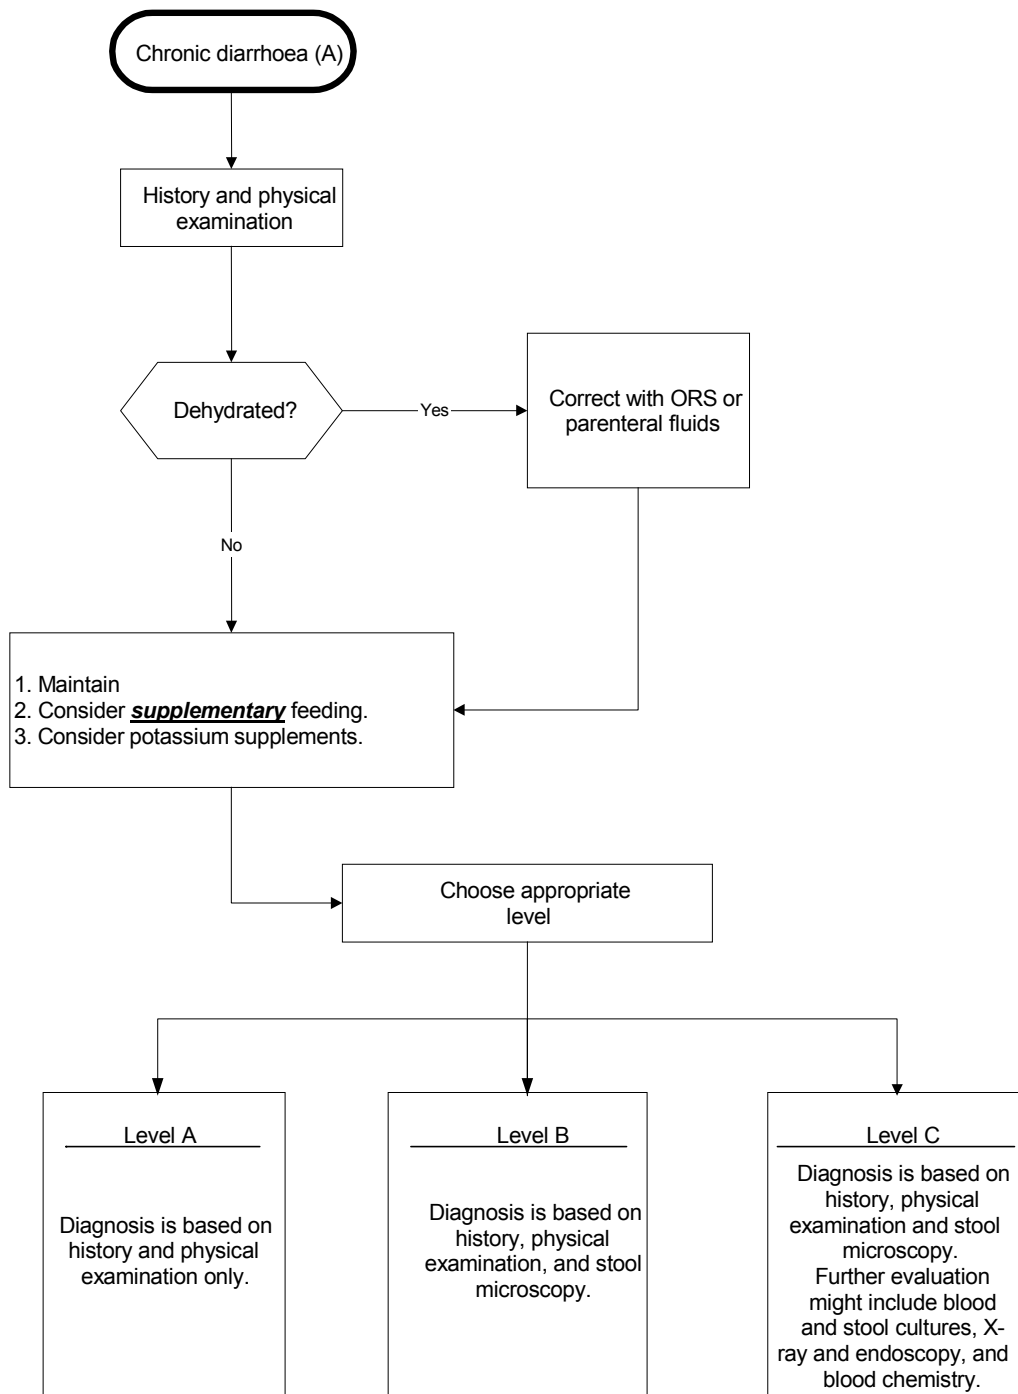 Chronic diarrhoea (A)
History and physical
examination
Dehydrated?
Yes
Correct with ORS or
parenteral fluids
No
1. Maintain
2. Consider supplementary feeding.
3. Consider potassium supplements.
Choose appropriate
level
Level A
Diagnosis is based on
history and physical
examination only.
Level B
Diagnosis is based on
history, physical
examination, and stool
microscopy.
Level C
Diagnosis is based on
history, physical
examination and stool
microscopy.
Further evaluation
might include blood
and stool cultures, X-
ray and endoscopy, and
blood chemistry.